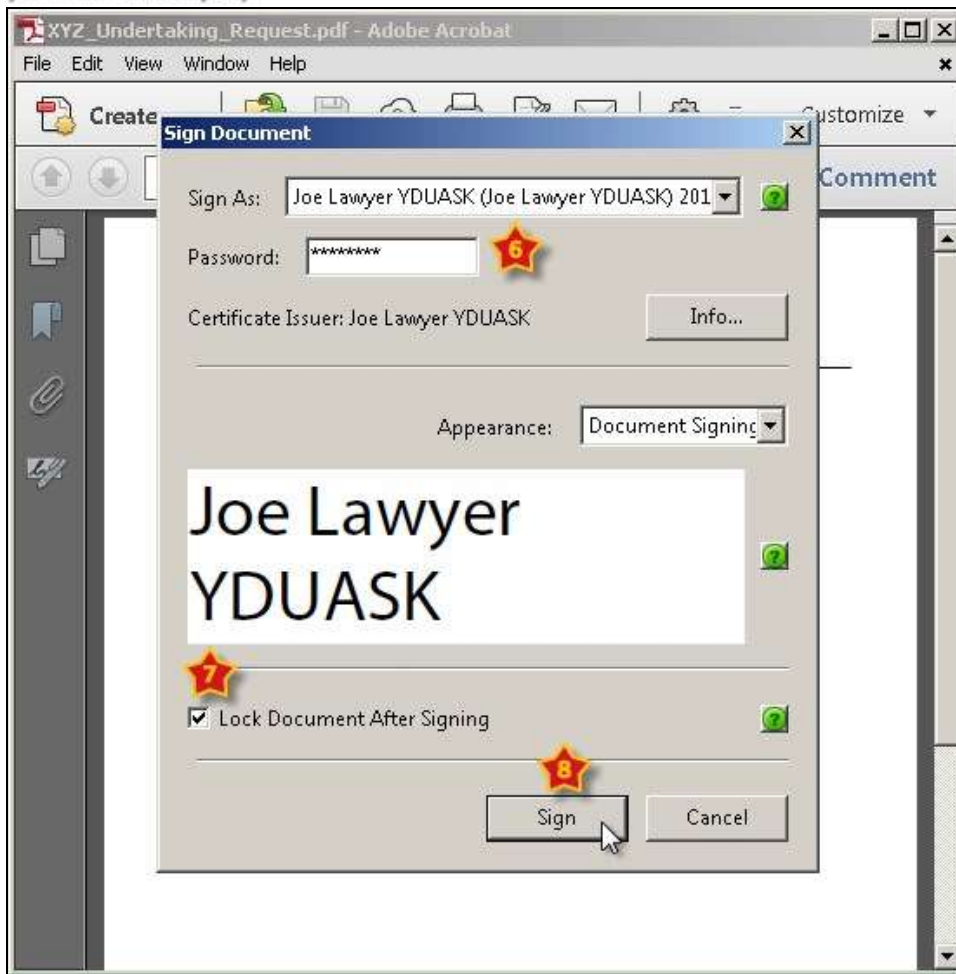 XYZ_Undertaking_Request.pdf - Adobe Acrobat
File Edit View Window Help
Create
Customize
Sign Document
Comment
Sign As: Joe Lawyer YDUASK (Joe Lawyer YDUASK) 201
Password: ******** 6
Certificate Issuer: Joe Lawyer YDUASK Info...
Appearance: Document Signing
Joe Lawyer
YDUASK
7
Lock Document After Signing
8
Sign Cancel